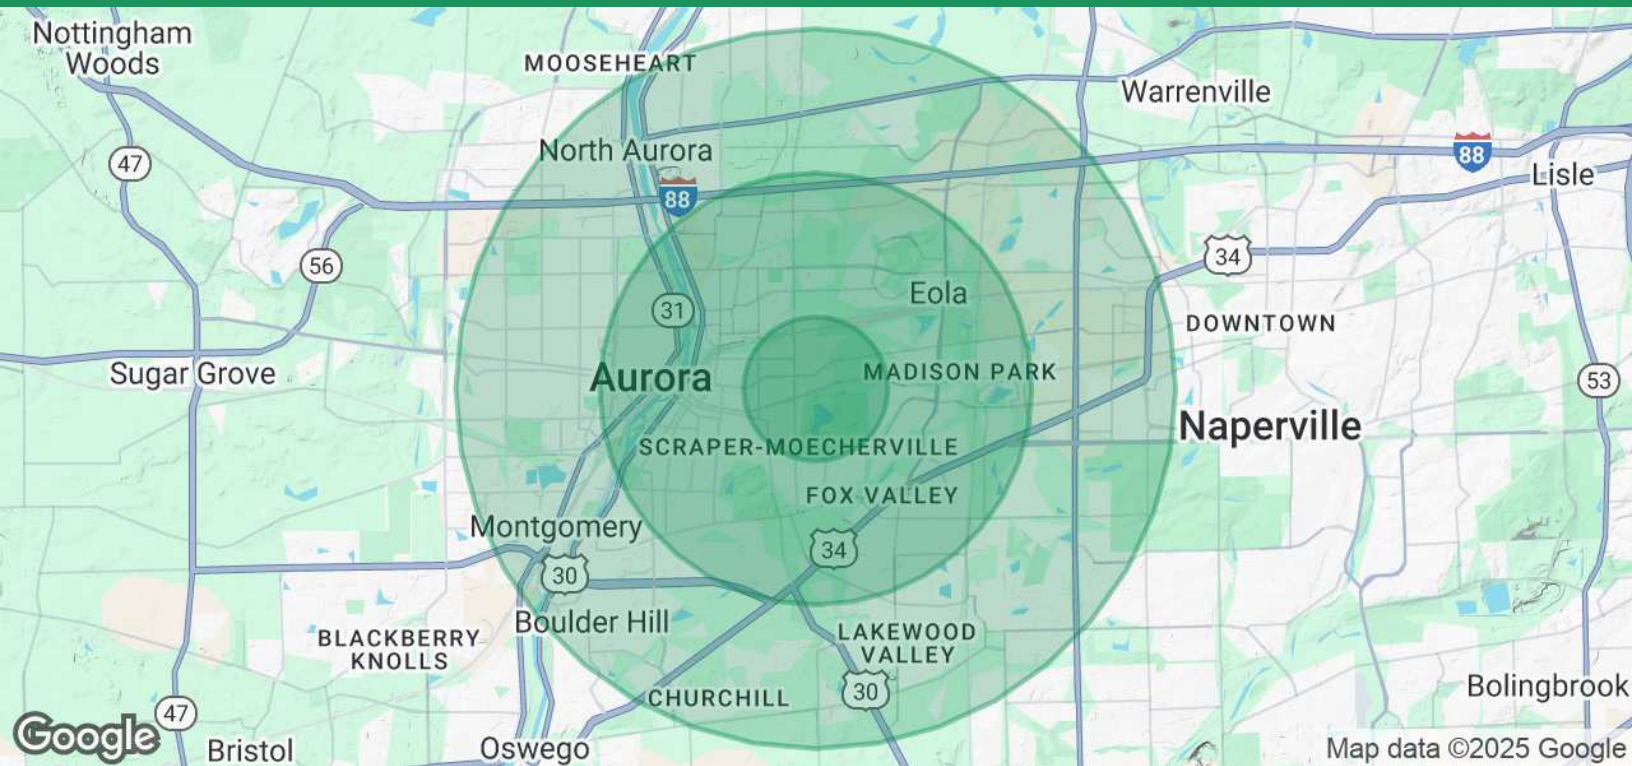 Nottingham
Woods
MOOSEHEART
Warrenville
North Aurora
47
88
88
Lisle
56
34
31
Eola
DOWNTOWN
Sugar Grove
Aurora
MADISON PARK
53
Naperville
SCRAPER-MOECHERVILLE
FOX VALLEY
Montgomery
34
30
Boulder Hill
BLACKBERRY
KNOLLS
LAKEWOOD
VALLEY
CHURCHILL
30
Bolingbrook
47
Google
Bristol
Oswego
Map data ©2025 Google